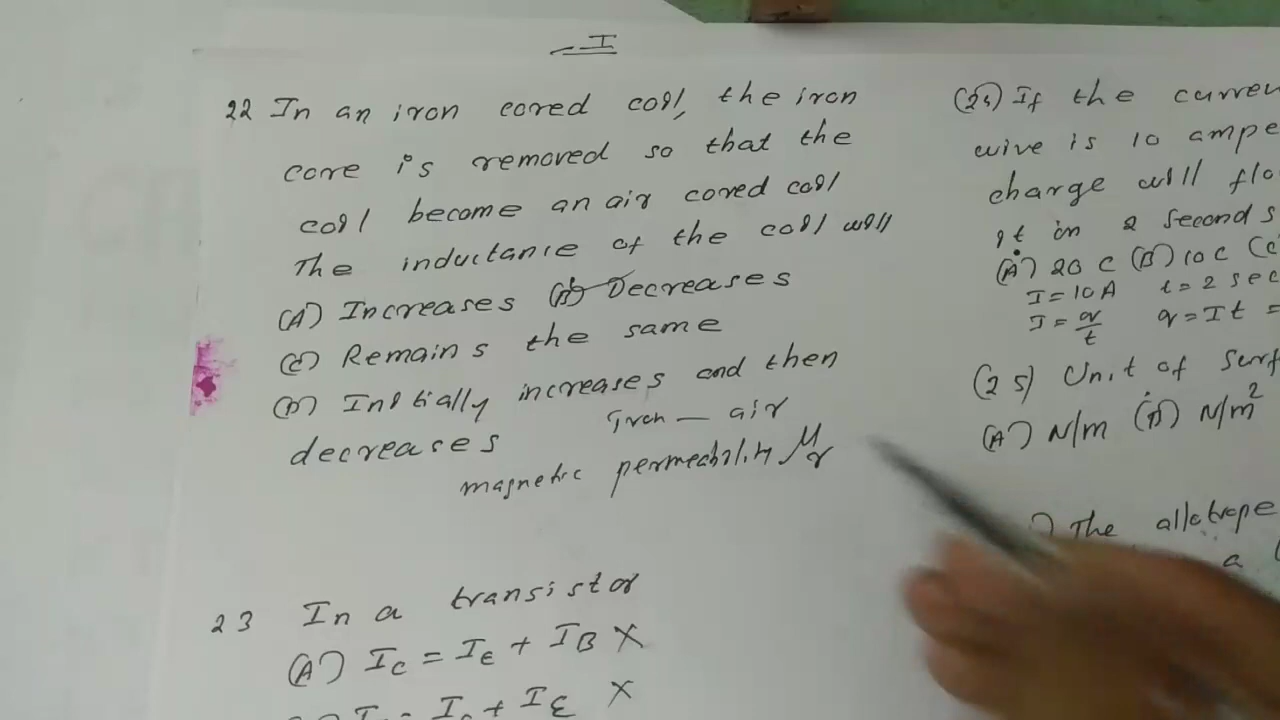 I
22 In an iron cored coil, the iron
core is removed so that the
coil become an air cored coil
The inductance of the coil will
(A) Increases (B) Decreases
(C) Remains the same
(D) Initially increases and then
decreases
Iron — air
magnetic permeability μr
23 In a transistor
(A) IC = IE + IB X
+ IE X
(24) If the curren
wire is 10 ampe
charge will flo
it in 2 seconds
(A) 20 C (B) 10 C (C
I = 10A t = 2 sec
I = q/t q = It =
(25) Unit of surf
(A) N/m (B) N/m²
The allotrope
a